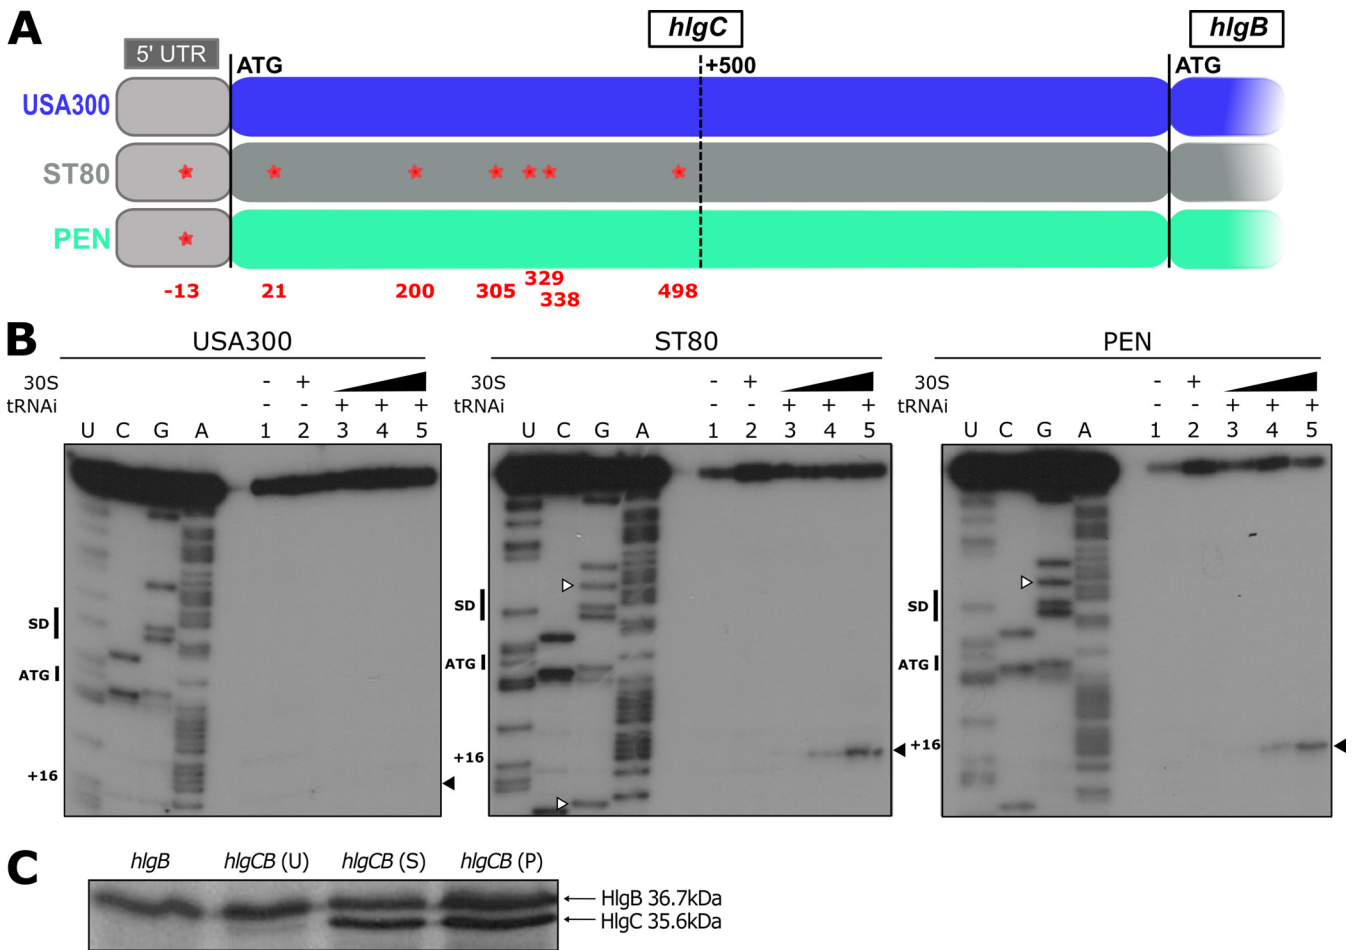 A
hlgC
hlgB
5' UTR
ATG
+500
ATG
USA300
ST80
PEN
-13 21 200 305 329 338 498
B
USA300 ST80 PEN
30S - + 30S - + 30S - +
tRNAi - - + + + tRNAi - - + + + tRNAi - - + + +
U C G A 1 2 3 4 5 U C G A 1 2 3 4 5 U C G A 1 2 3 4 5
SD SD SD
ATG ATG ATG
+16 +16 +16
C
hlgB hlgCB (U) hlgCB (S) hlgCB (P)
HlgB 36.7kDa
HlgC 35.6kDa